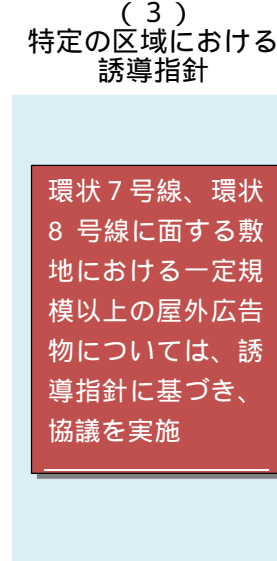 （３）
特定の区域における
誘導指針
環状７号線、環状
８号線に面する敷
地における一定規
模以上の屋外広告
物については、誘
導指針に基づき、
協議を実施